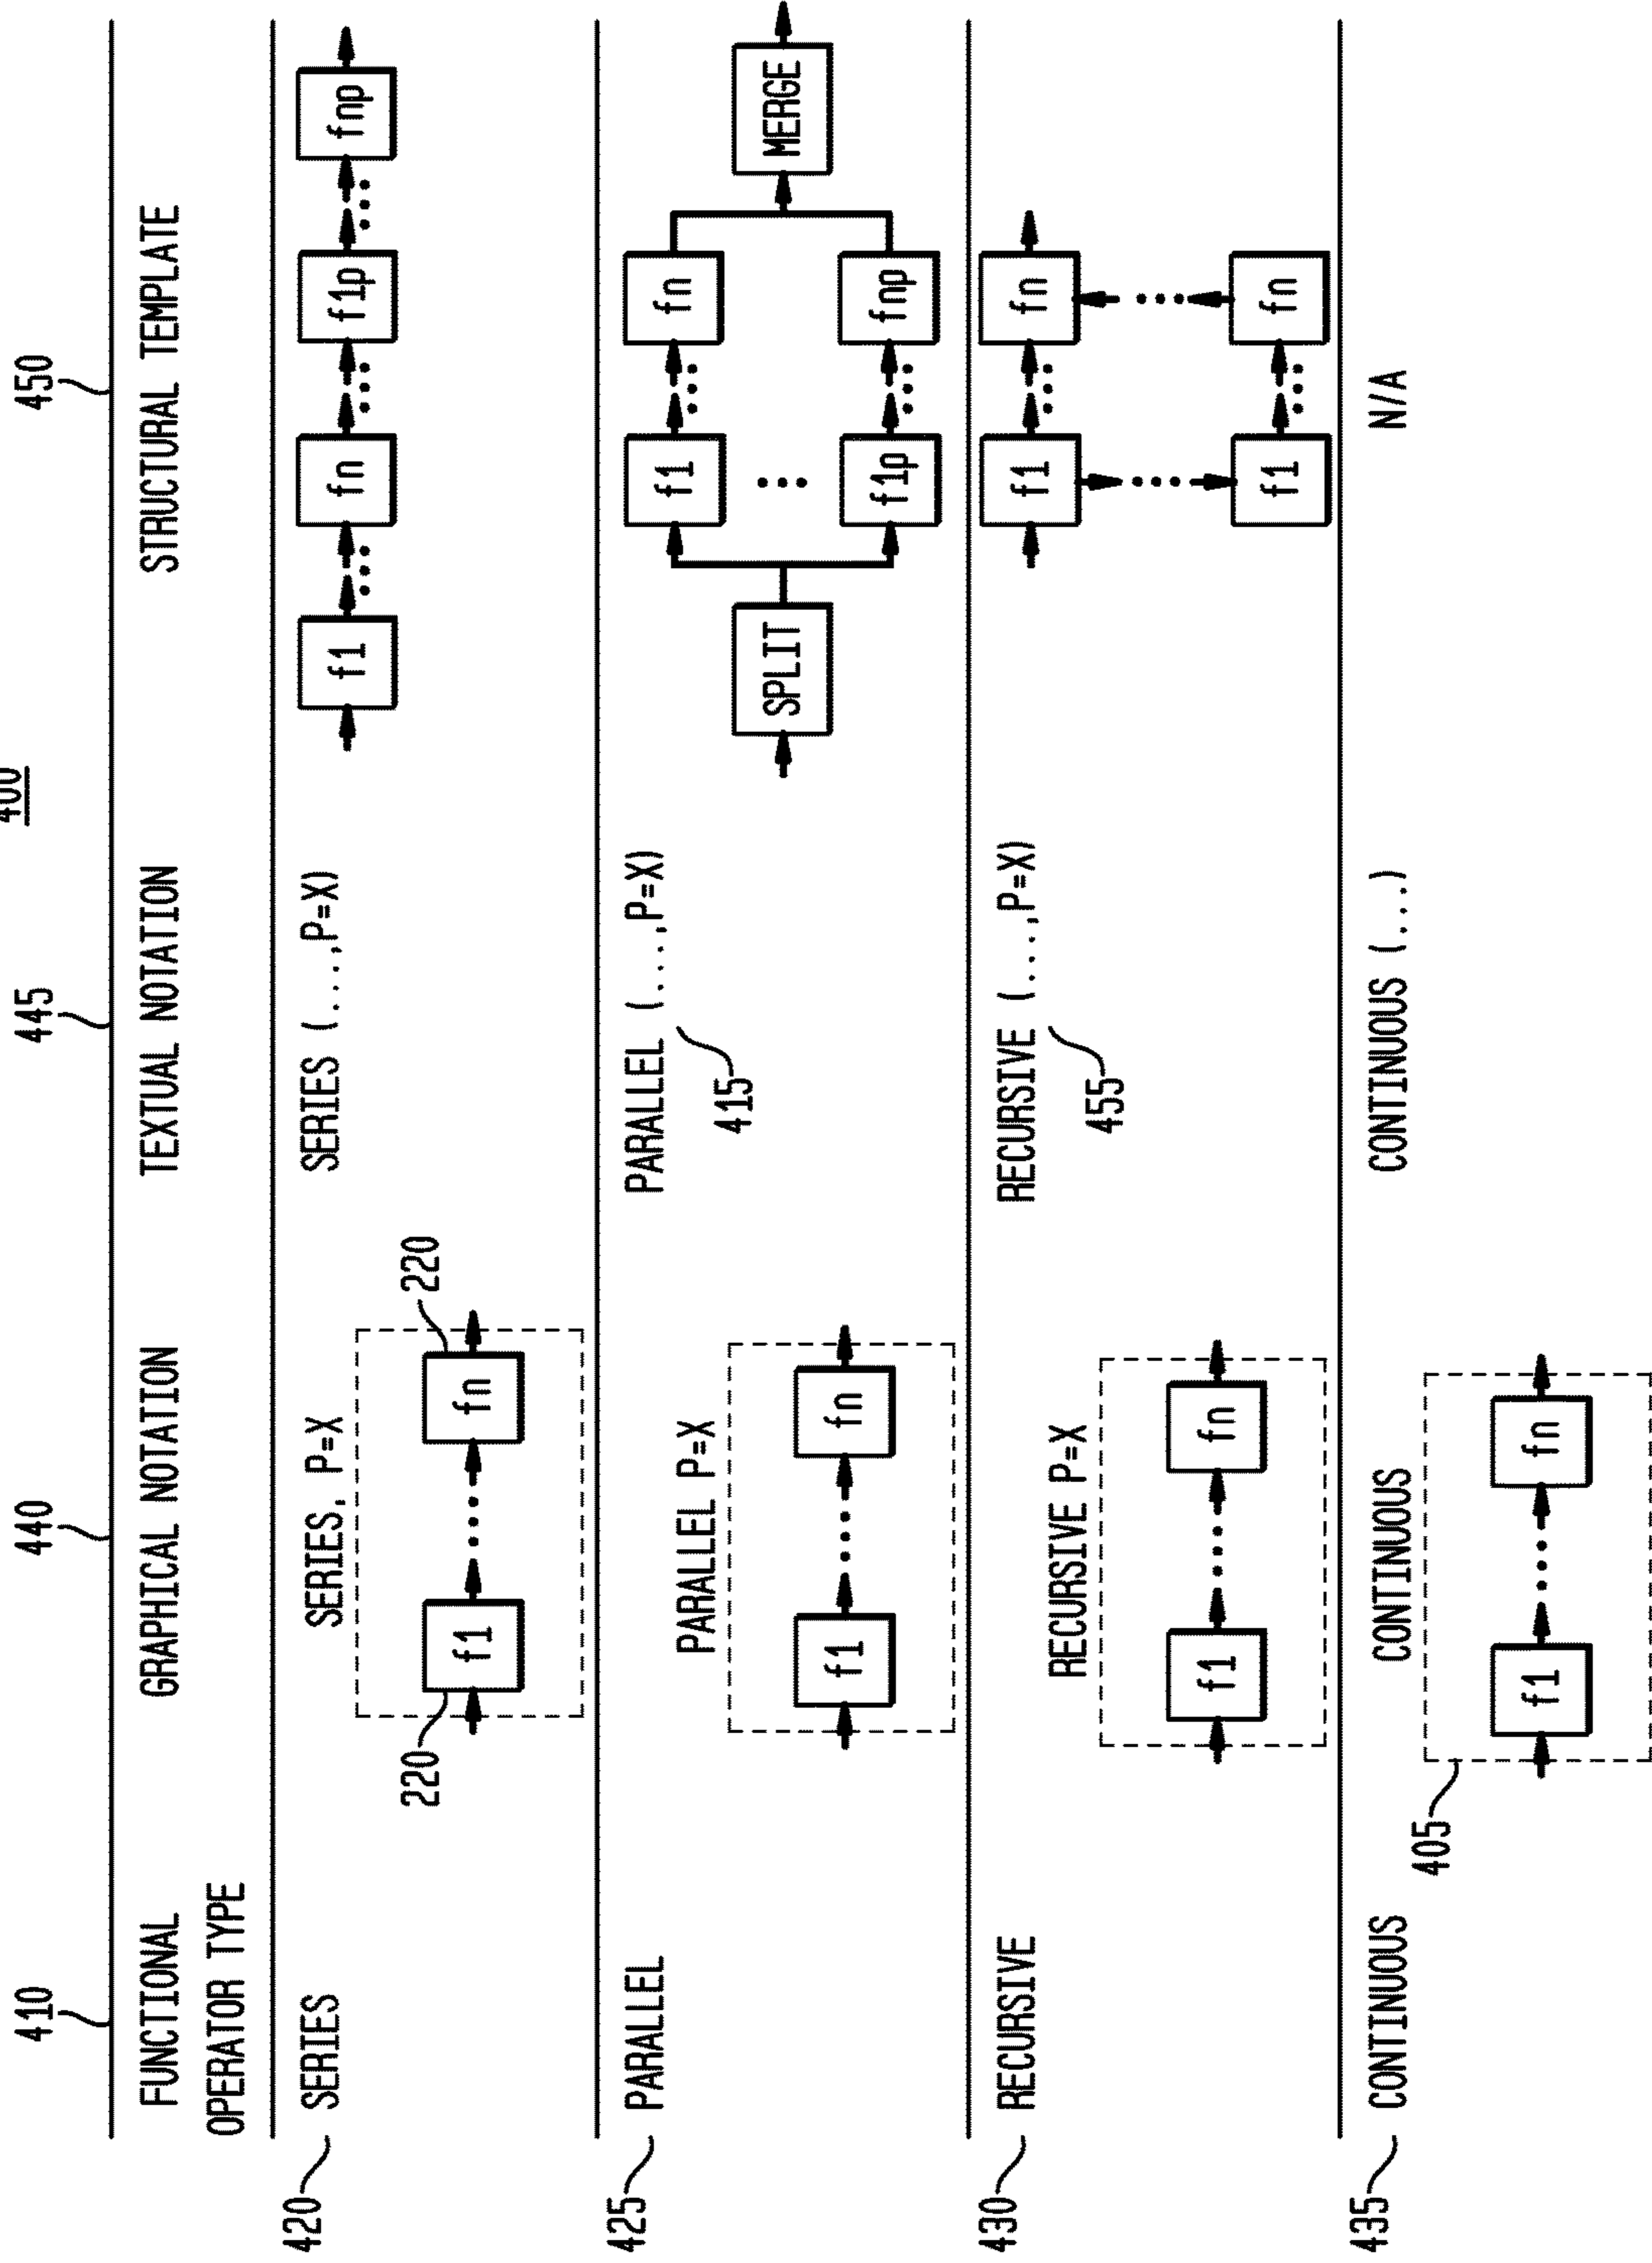 400
410
440
445
450
FUNCTIONAL
OPERATOR TYPE
GRAPHICAL NOTATION
TEXTUAL NOTATION
STRUCTURAL TEMPLATE
420
SERIES
SERIES, P=X
220
f1
fn
220
SERIES (...,P=X)
f1
fn
f1p
fnp
425
PARALLEL
PARALLEL P=X
f1
fn
PARALLEL (...,P=X)
415
SPLIT
f1
fn
f1p
fnp
MERGE
430
RECURSIVE
RECURSIVE P=X
f1
fn
RECURSIVE (...,P=X)
455
f1
fn
f1
fn
435
CONTINUOUS
405
CONTINUOUS
f1
fn
CONTINUOUS (...)
N/A